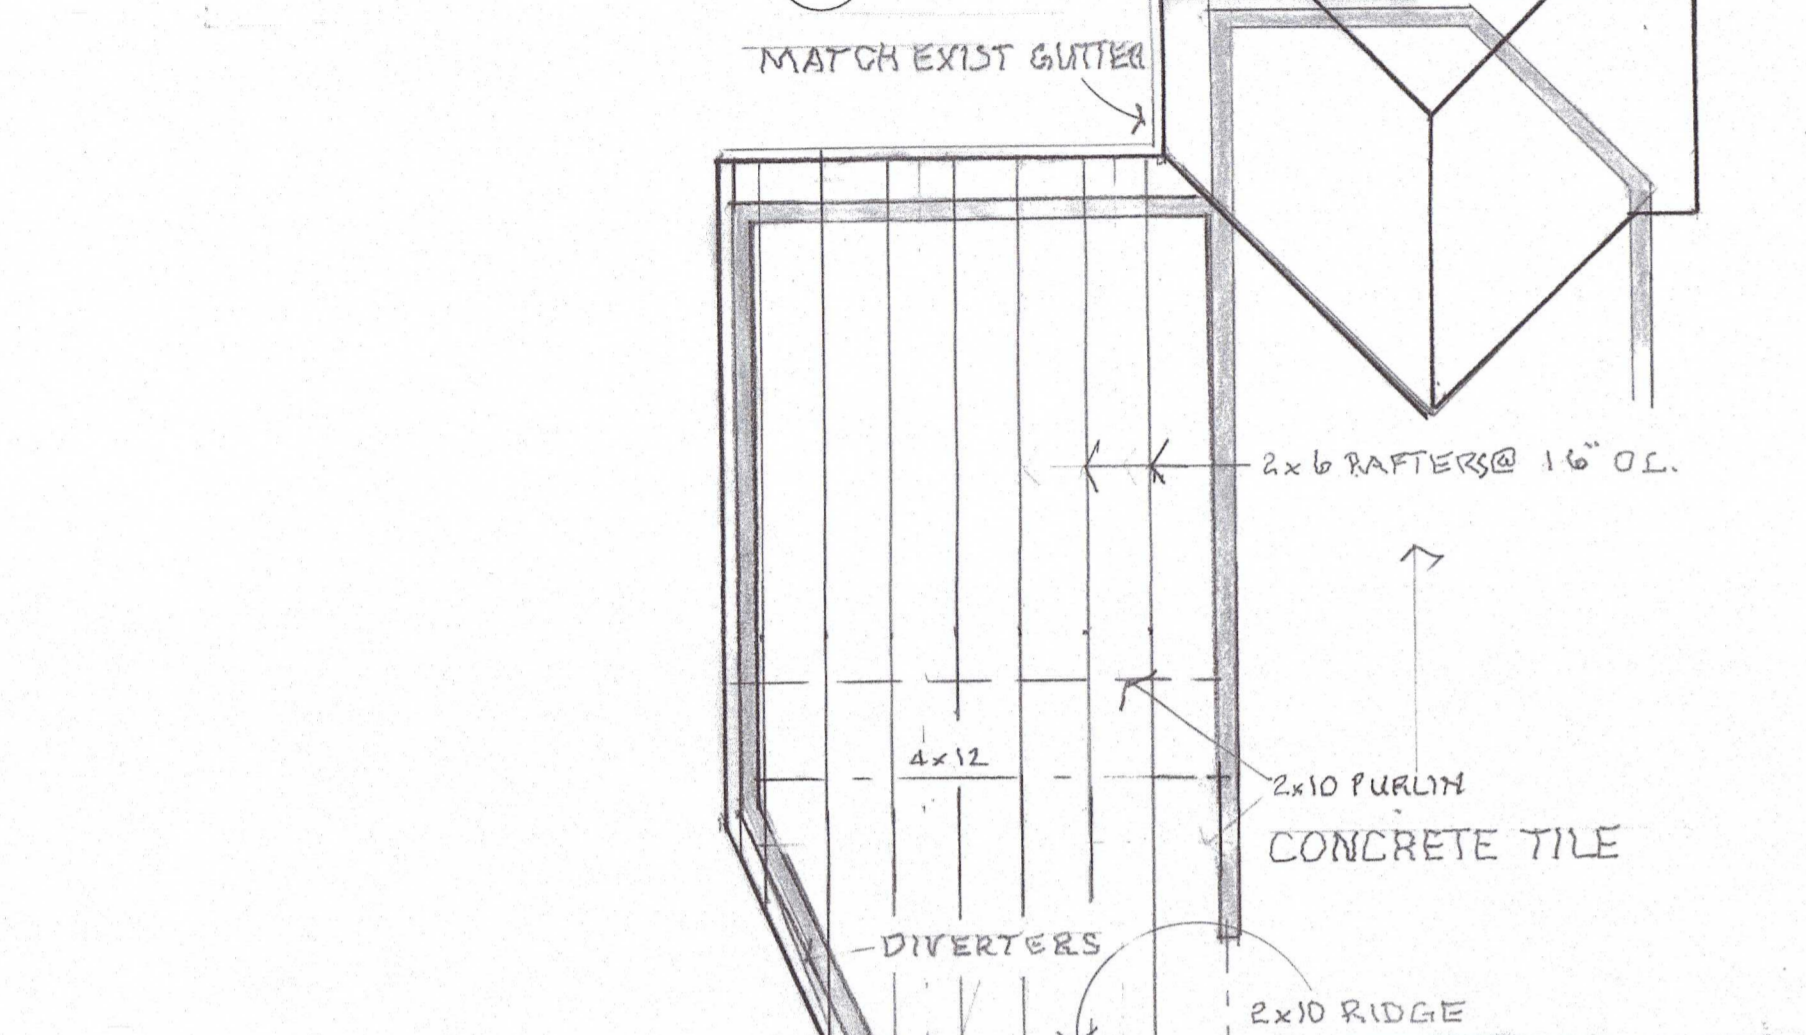 MATCH EXIST GUTTER
2x6 RAFTERS@ 16" O.C.
4x12
2x10 PURLIN
CONCRETE TILE
DIVERTERS
2x10 RIDGE